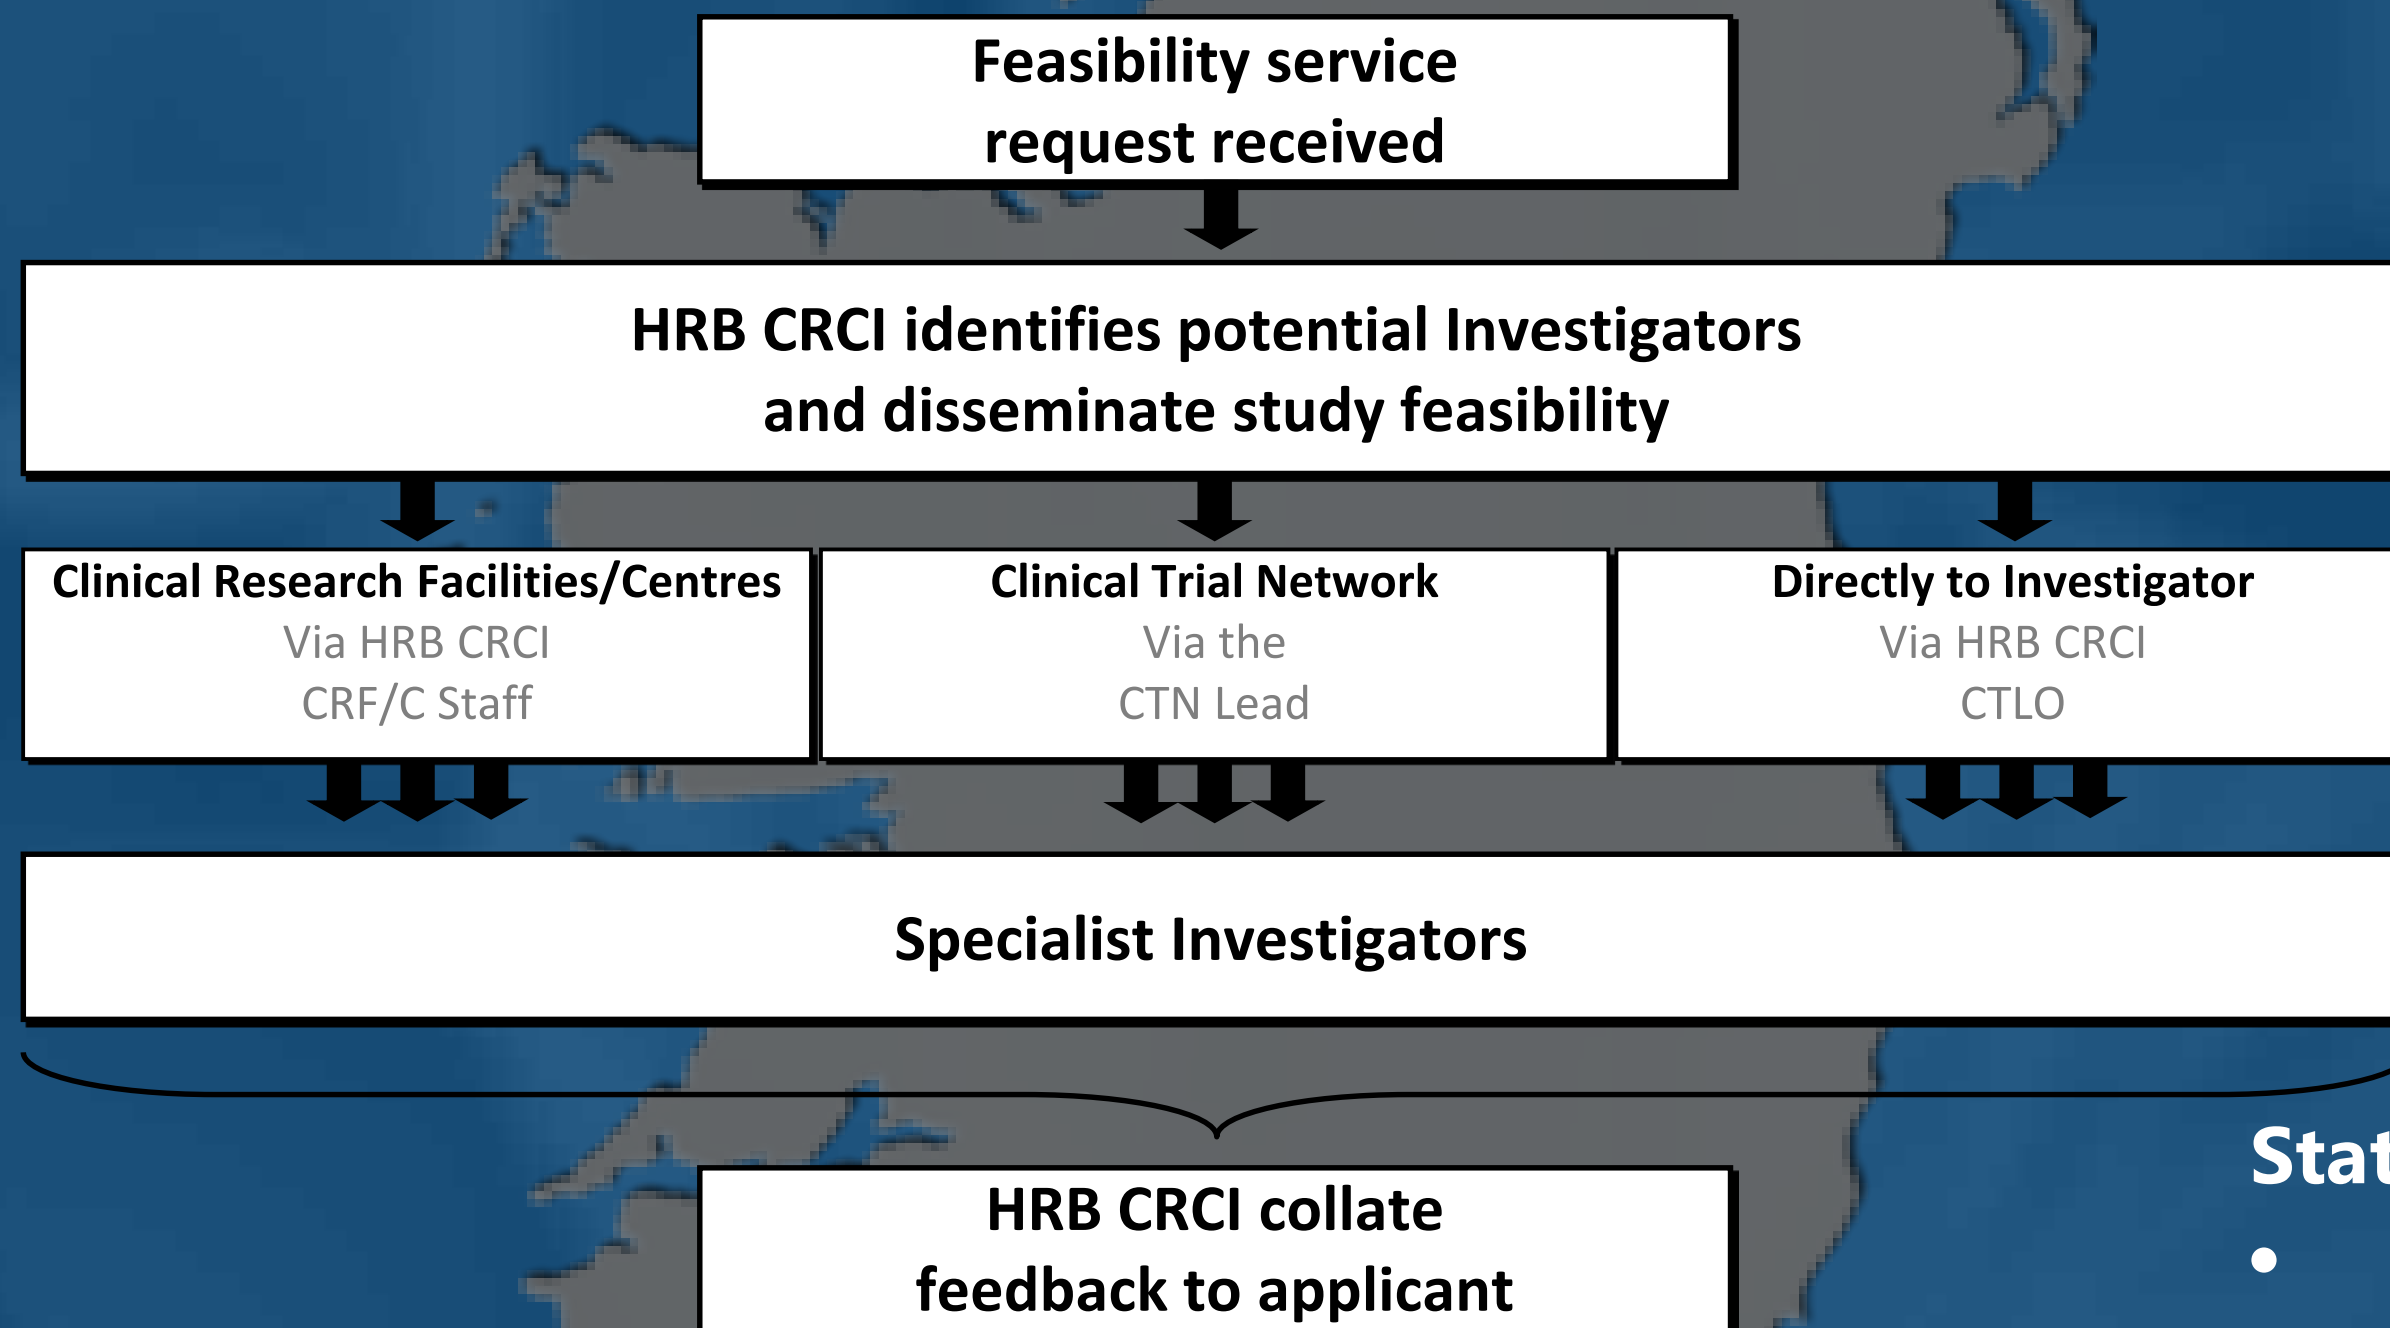 Feasibility service
request received
HRB CRCI identifies potential Investigators
and disseminate study feasibility
Clinical Research Facilities/Centres
Via HRB CRCI
CRF/C Staff
Clinical Trial Network
Via the
CTN Lead
Directly to Investigator
Via HRB CRCI
CTLO
Specialist Investigators
HRB CRCI collate
feedback to applicant
•